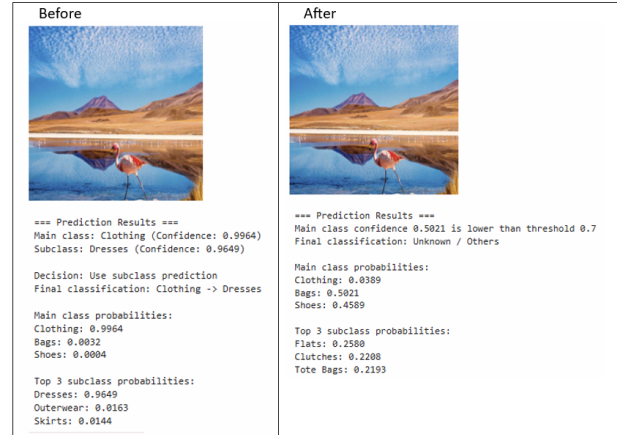 Before
=== Prediction Results ===
Main class: Clothing (Confidence: 0.9964)
Subclass: Dresses (Confidence: 0.9649)
Decision: Use subclass prediction
Final classification: Clothing -> Dresses
Main class probabilities:
Clothing: 0.9964
Bags: 0.0032
Shoes: 0.0004
Top 3 subclass probabilities:
Dresses: 0.9649
Outerwear: 0.0163
Skirts: 0.0144
After
=== Prediction Results ===
Main class confidence 0.5021 is lower than threshold 0.7
Final classification: Unknown / Others
Main class probabilities:
Clothing: 0.0389
Bags: 0.5021
Shoes: 0.4589
Top 3 subclass probabilities:
Flats: 0.2580
Clutches: 0.2208
Tote Bags: 0.2193